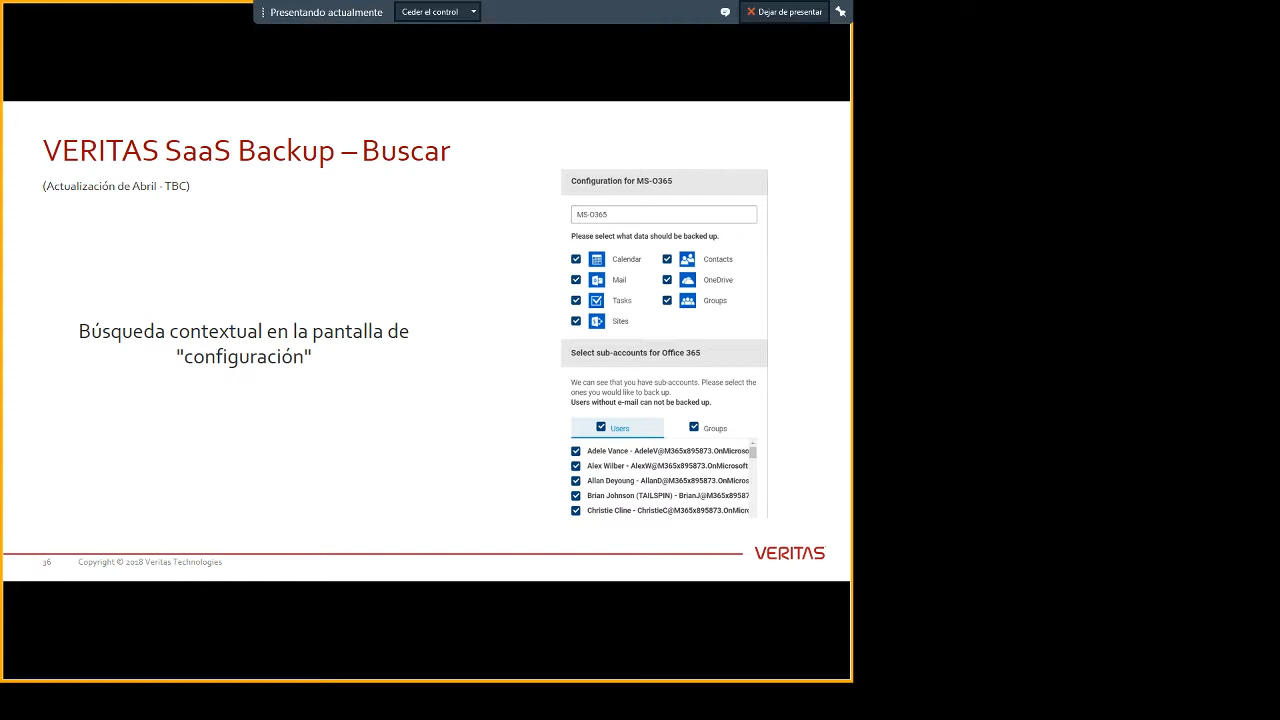 Presentando actualmente
Ceder el control
Dejar de presentar
VERITAS SaaS Backup – Buscar
(Actualización de Abril - TBC)
Búsqueda contextual en la pantalla de
"configuración"
Configuration for MS-O365
MS-O365
Please select what data should be backed up.
Calendar
Contacts
Mail
OneDrive
Tasks
Groups
Sites
Select sub-accounts for Office 365
We can see that you have sub-accounts. Please select the
ones you would like to back up.
Users without e-mail can not be backed up.
Users
Groups
Adele Vance - AdeleV@M365x895873.OnMicroso
Alex Wilber - AlexW@M365x895873.OnMicrosoft
Allan Deyoung - AllanD@M365x895873.OnMicros
Brian Johnson (TAILSPIN) - BrianJ@M365x89587
Christie Cline - ChristieC@M365x895873.OnMicro
36
Copyright © 2018 Veritas Technologies
VERITAS